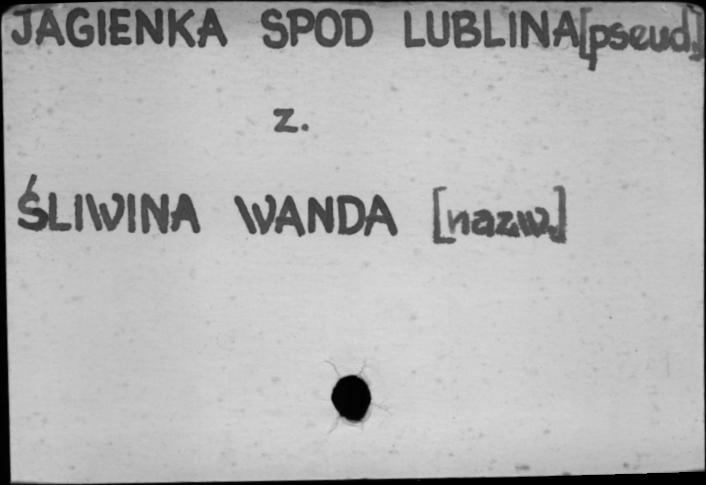 JAGIENKA SPOD LUBLINA [pseud.]
z.
ŚLIWINA WANDA [nazw.]